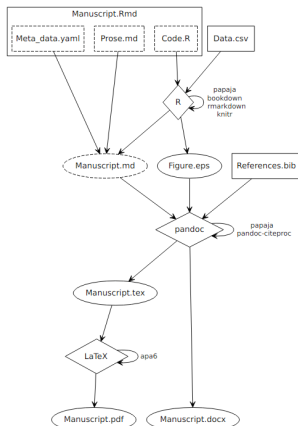 Manuscript.Rmd
Meta_data.yaml
Prose.md
Code.R
Data.csv
R
papaja
bookdown
rmarkdown
knitr
Manuscript.md
Figure.eps
References.bib
pandoc
papaja
pandoc-citeproc
Manuscript.tex
LaTeX
apa6
Manuscript.pdf
Manuscript.docx